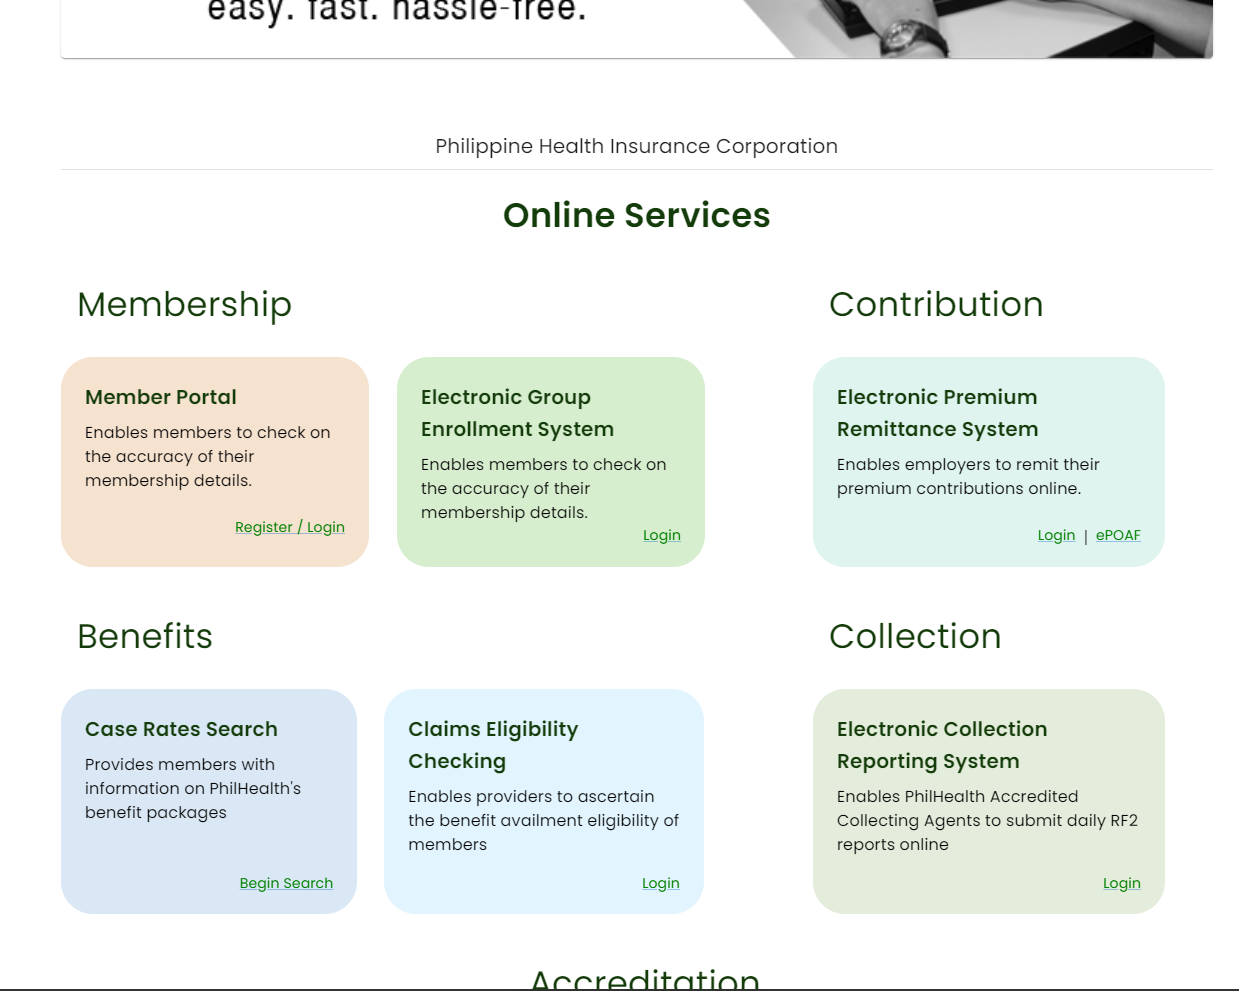 easy. fast. hassle-free.
Philippine Health Insurance Corporation
Online Services
Membership
Member Portal
Enables members to check on
the accuracy of their
membership details.
Register / Login
Electronic Group
Enrollment System
Enables members to check on
the accuracy of their
membership details.
Login
Contribution
Electronic Premium
Remittance System
Enables employers to remit their
premium contributions online.
Login | ePOAF
Benefits
Case Rates Search
Provides members with
information on PhilHealth's
benefit packages
Begin Search
Claims Eligibility
Checking
Enables providers to ascertain
the benefit availment eligibility of
members
Login
Collection
Electronic Collection
Reporting System
Enables PhilHealth Accredited
Collecting Agents to submit daily RF2
reports online
Login
Accreditation